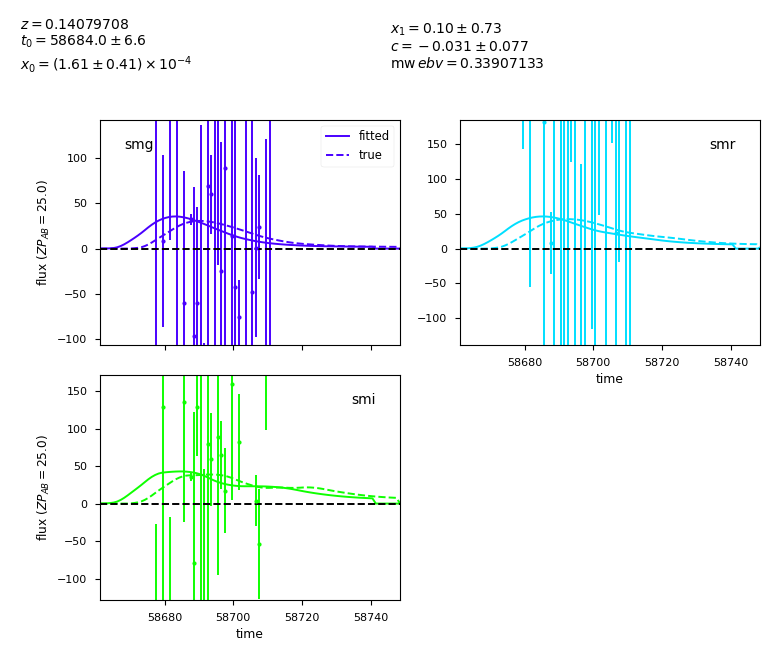 z = 0.14079708
t₀ = 58684.0 ± 6.6
x₀ = (1.61 ± 0.41) × 10⁻⁴
x₁ = 0.10 ± 0.73
c = −0.031 ± 0.077
mw ebv = 0.33907133
smg
fitted
true
100
50
0
−50
−100
flux (ZP_AB = 25.0)
smr
150
100
50
0
−50
−100
58680 58700 58720 58740
time
smi
150
100
50
0
−50
−100
flux (ZP_AB = 25.0)
58680 58700 58720 58740
time